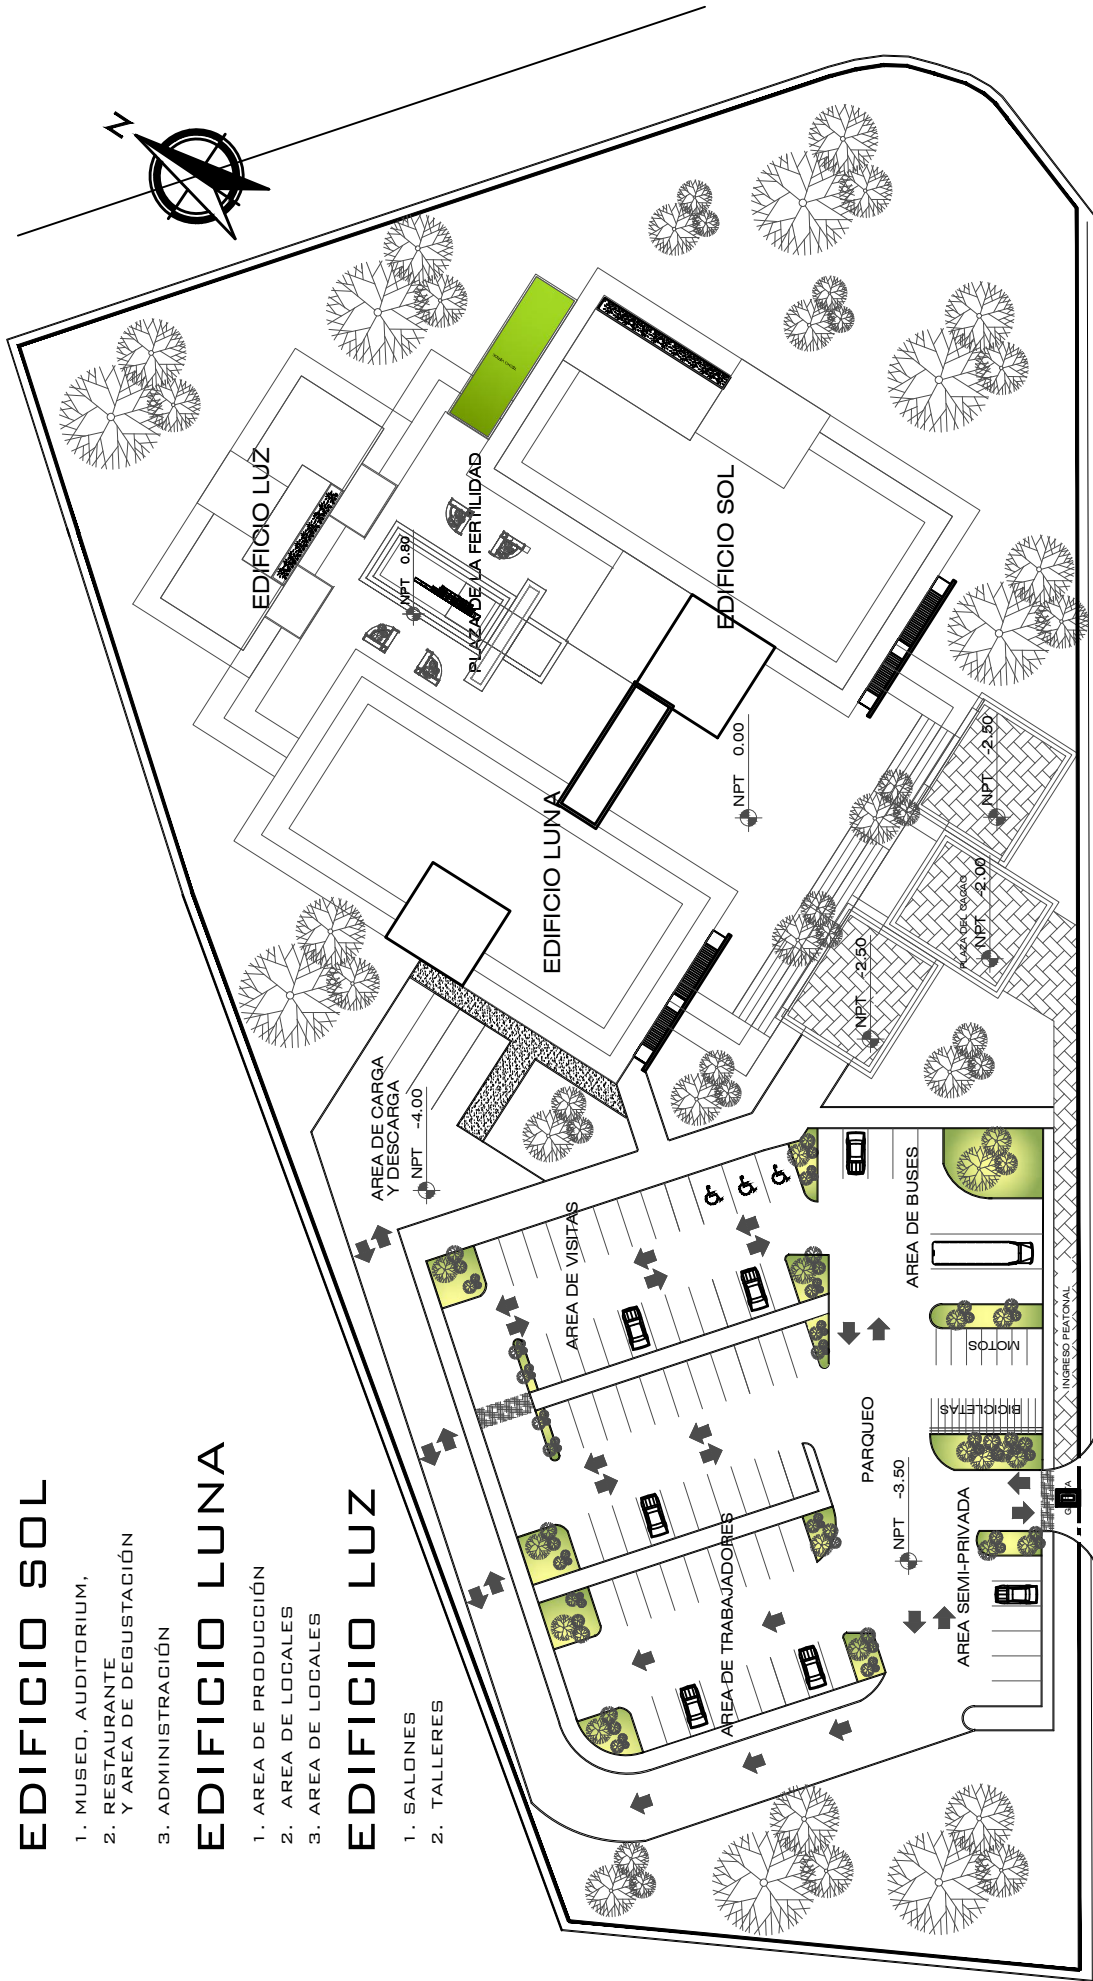 EDIFICIO SOL
1. MUSEO, AUDITORIUM,
2. RESTAURANTE
Y AREA DE DEGUSTACIÓN
3. ADMINISTRACIÓN
EDIFICIO LUNA
1. AREA DE PRODUCCIÓN
2. AREA DE LOCALES
3. AREA DE LOCALES
EDIFICIO LUZ
1. SALONES
2. TALLERES
N
EDIFICIO LUZ
NPT 0.80
PLAZA DE LA FERTILIDAD
EDIFICIO SOL
EDIFICIO LUNA
NPT 0.00
NPT -2.50
PLAZA DEL CACAO
NPT -2.00
NPT -2.50
AREA DE CARGA
Y DESCARGA
NPT -4.00
AREA DE VISITAS
AREA DE BUSES
MOTOS
BICICLETAS
INGRESO PEATONAL
PARQUEO
NPT -3.50
AREA DE TRABAJADORES
AREA SEMI-PRIVADA